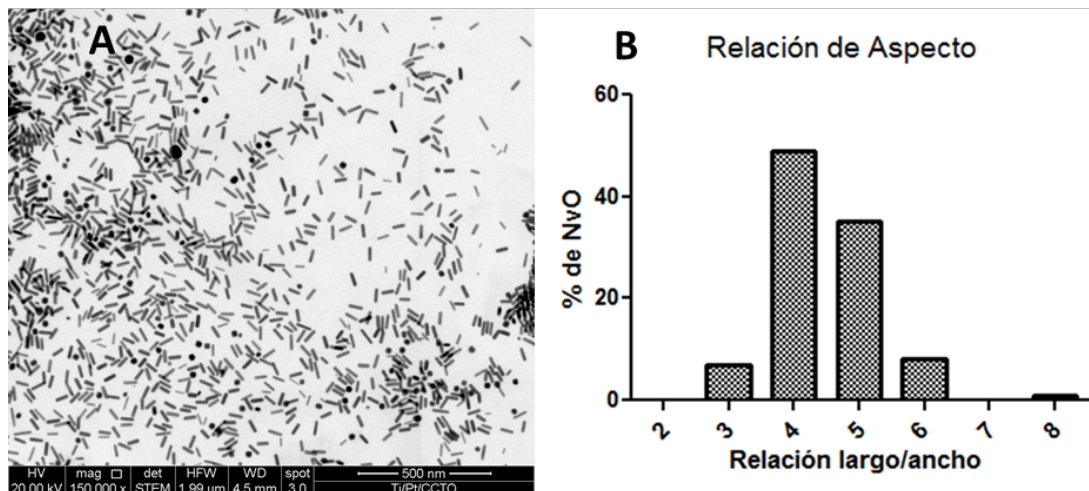 A
HV mag □ det HFW WD spot 500 nm
20.00 kV 150 000 x STEM 1.99 µm 4.5 mm 3.0 Ti/Pt/CCTO
B Relación de Aspecto
% de NvO
60
40
20
0
2 3 4 5 6 7 8
Relación largo/ancho